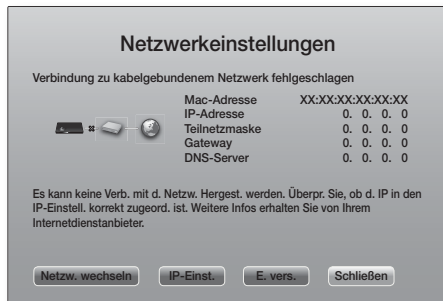 Netzwerkeinstellungen
Verbindung zu kabelgebundenem Netzwerk fehlgeschlagen
Mac-Adresse XX:XX:XX:XX:XX:XX
IP-Adresse 0. 0. 0. 0
Teilnetzmaske 0. 0. 0. 0
Gateway 0. 0. 0. 0
DNS-Server 0. 0. 0. 0
Es kann keine Verb. mit d. Netzw. Hergest. werden. Überpr. Sie, ob d. IP in den
IP-Einstell. korrekt zugeord. ist. Weitere Infos erhalten Sie von Ihrem
Internetdienstanbieter.
Netzw. wechseln IP-Einst. E. vers. Schließen